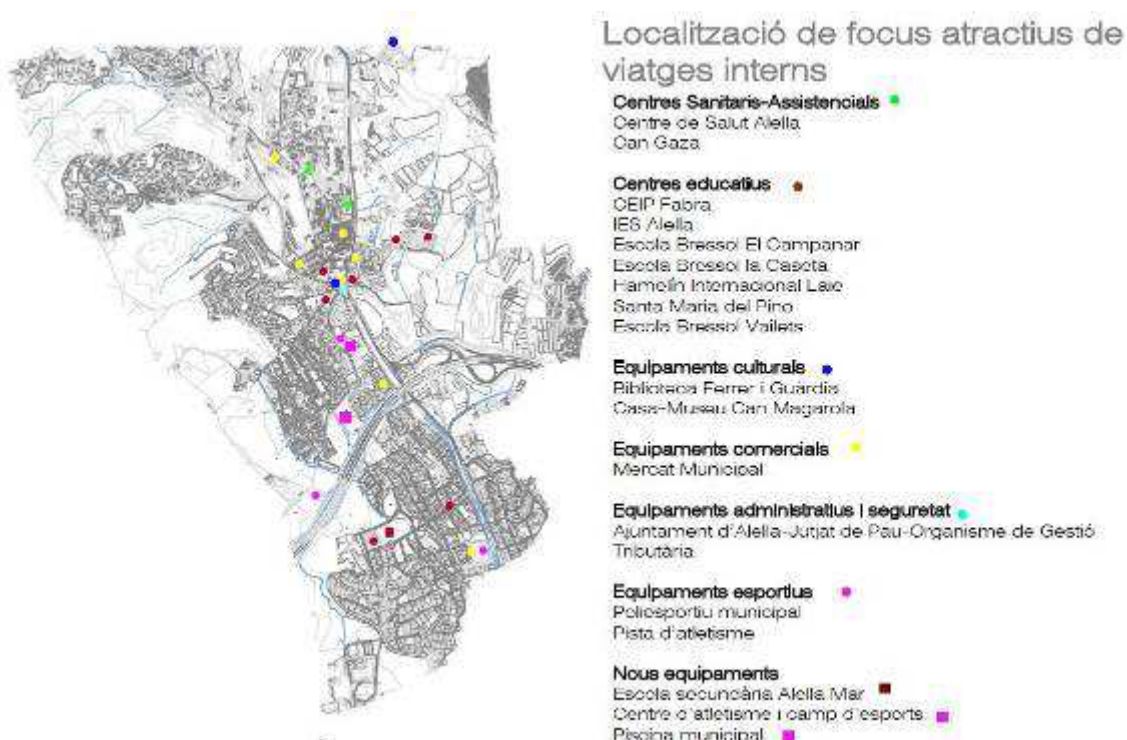 Localització de focus atractius de
viatges interns
Centres Sanitaris-Assistencials
Centre de Salut Alella
Can Gaza
Centres educatius
CEIP Fabra
IES Alella
Escola Bressol El Campanar
Escola Bressol la Caseta
Hamelín Internacional Laie
Santa Maria del Pino
Escola Bressol Vailets
Equipaments culturals
Biblioteca Ferrer i Guàrdia
Casa-Museu Can Magarola
Equipaments comercials
Mercat Municipal
Equipaments administratius i seguretat
Ajuntament d'Alella-Jutjat de Pau-Organisme de Gestió
Tributària
Equipaments esportius
Poliesportiu municipal
Pista d'atletisme
Nous equipaments
Escola secundària Alella Mar
Centre d'atletisme i camp d'esports
Piscina municipal